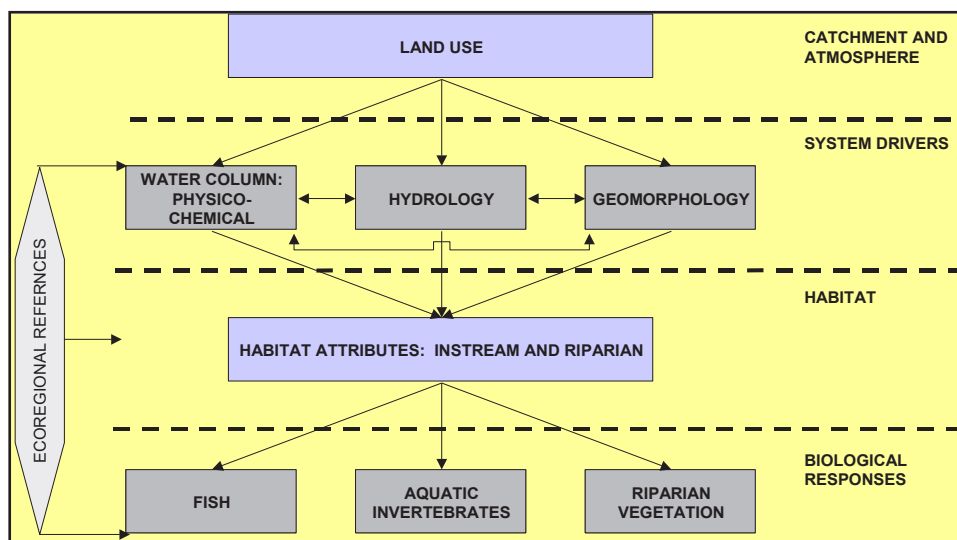 LAND USE
CATCHMENT AND
ATMOSPHERE
SYSTEM DRIVERS
WATER COLUMN:
PHYSICO-
CHEMICAL
HYDROLOGY
GEOMORPHOLOGY
HABITAT
HABITAT ATTRIBUTES: INSTREAM AND RIPARIAN
ECOREGIONAL REFERNCES
BIOLOGICAL
RESPONSES
FISH
AQUATIC
INVERTEBRATES
RIPARIAN
VEGETATION